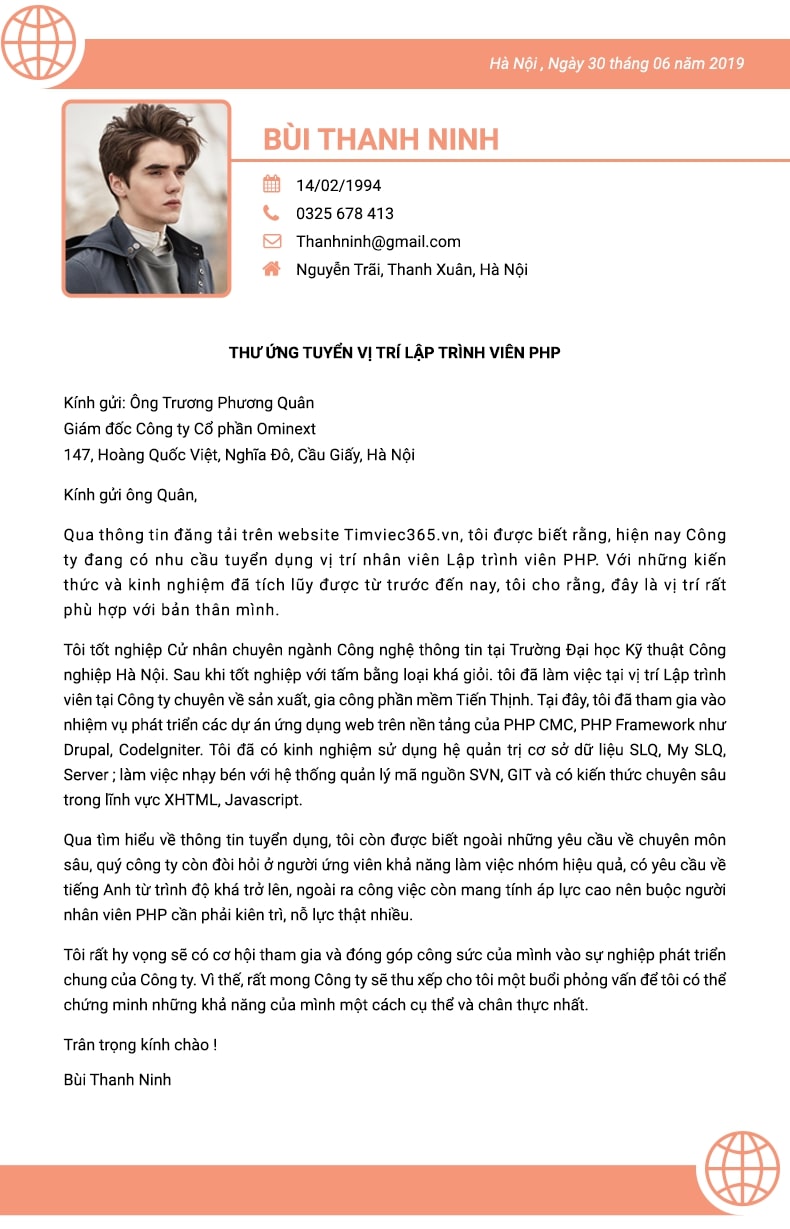 Hà Nội , Ngày 30 tháng 06 năm 2019
BÙI THANH NINH
14/02/1994
0325 678 413
Thanhninh@gmail.com
Nguyễn Trãi, Thanh Xuân, Hà Nội
THƯ ỨNG TUYỂN VỊ TRÍ LẬP TRÌNH VIÊN PHP
Kính gửi: Ông Trương Phương Quân
Giám đốc Công ty Cổ phần Ominext
147, Hoàng Quốc Việt, Nghĩa Đô, Cầu Giấy, Hà Nội
Kính gửi ông Quân,
Qua thông tin đăng tải trên website Timviec365.vn, tôi được biết rằng, hiện nay Công
ty đang có nhu cầu tuyển dụng vị trí nhân viên Lập trình viên PHP. Với những kiến
thức và kinh nghiệm đã tích lũy được từ trước đến nay, tôi cho rằng, đây là vị trí rất
phù hợp với bản thân mình.
Tôi tốt nghiệp Cử nhân chuyên ngành Công nghệ thông tin tại Trường Đại học Kỹ thuật Công
nghiệp Hà Nội. Sau khi tốt nghiệp với tấm bằng loại khá giỏi. tôi đã làm việc tại vị trí Lập trình
viên tại Công ty chuyên về sản xuất, gia công phần mềm Tiến Thịnh. Tại đây, tôi đã tham gia vào
nhiệm vụ phát triển các dự án ứng dụng web trên nền tảng của PHP CMC, PHP Framework như
Drupal, CodeIgniter. Tôi đã có kinh nghiệm sử dụng hệ quản trị cơ sở dữ liệu SLQ, My SLQ,
Server ; làm việc nhạy bén với hệ thống quản lý mã nguồn SVN, GIT và có kiến thức chuyên sâu
trong lĩnh vực XHTML, Javascript.
Qua tìm hiểu về thông tin tuyển dụng, tôi còn được biết ngoài những yêu cầu về chuyên môn
sâu, quý công ty còn đòi hỏi ở người ứng viên khả năng làm việc nhóm hiệu quả, có yêu cầu về
tiếng Anh từ trình độ khá trở lên, ngoài ra công việc còn mang tính áp lực cao nên buộc người
nhân viên PHP cần phải kiên trì, nỗ lực thật nhiều.
Tôi rất hy vọng sẽ có cơ hội tham gia và đóng góp công sức của mình vào sự nghiệp phát triển
chung của Công ty. Vì thế, rất mong Công ty sẽ thu xếp cho tôi một buổi phỏng vấn để tôi có thể
chứng minh những khả năng của mình một cách cụ thể và chân thực nhất.
Trân trọng kính chào !
Bùi Thanh Ninh